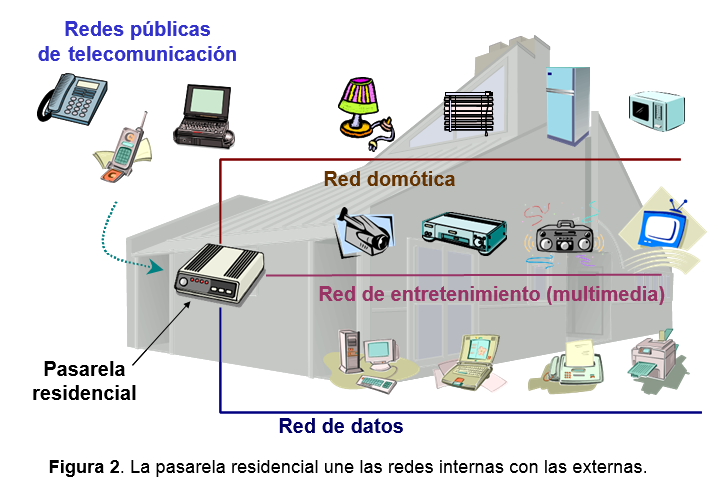 Redes públicas
de telecomunicación
Red domótica
Red de entretenimiento (multimedia)
Pasarela
residencial
Red de datos
Figura 2. La pasarela residencial une las redes internas con las externas.